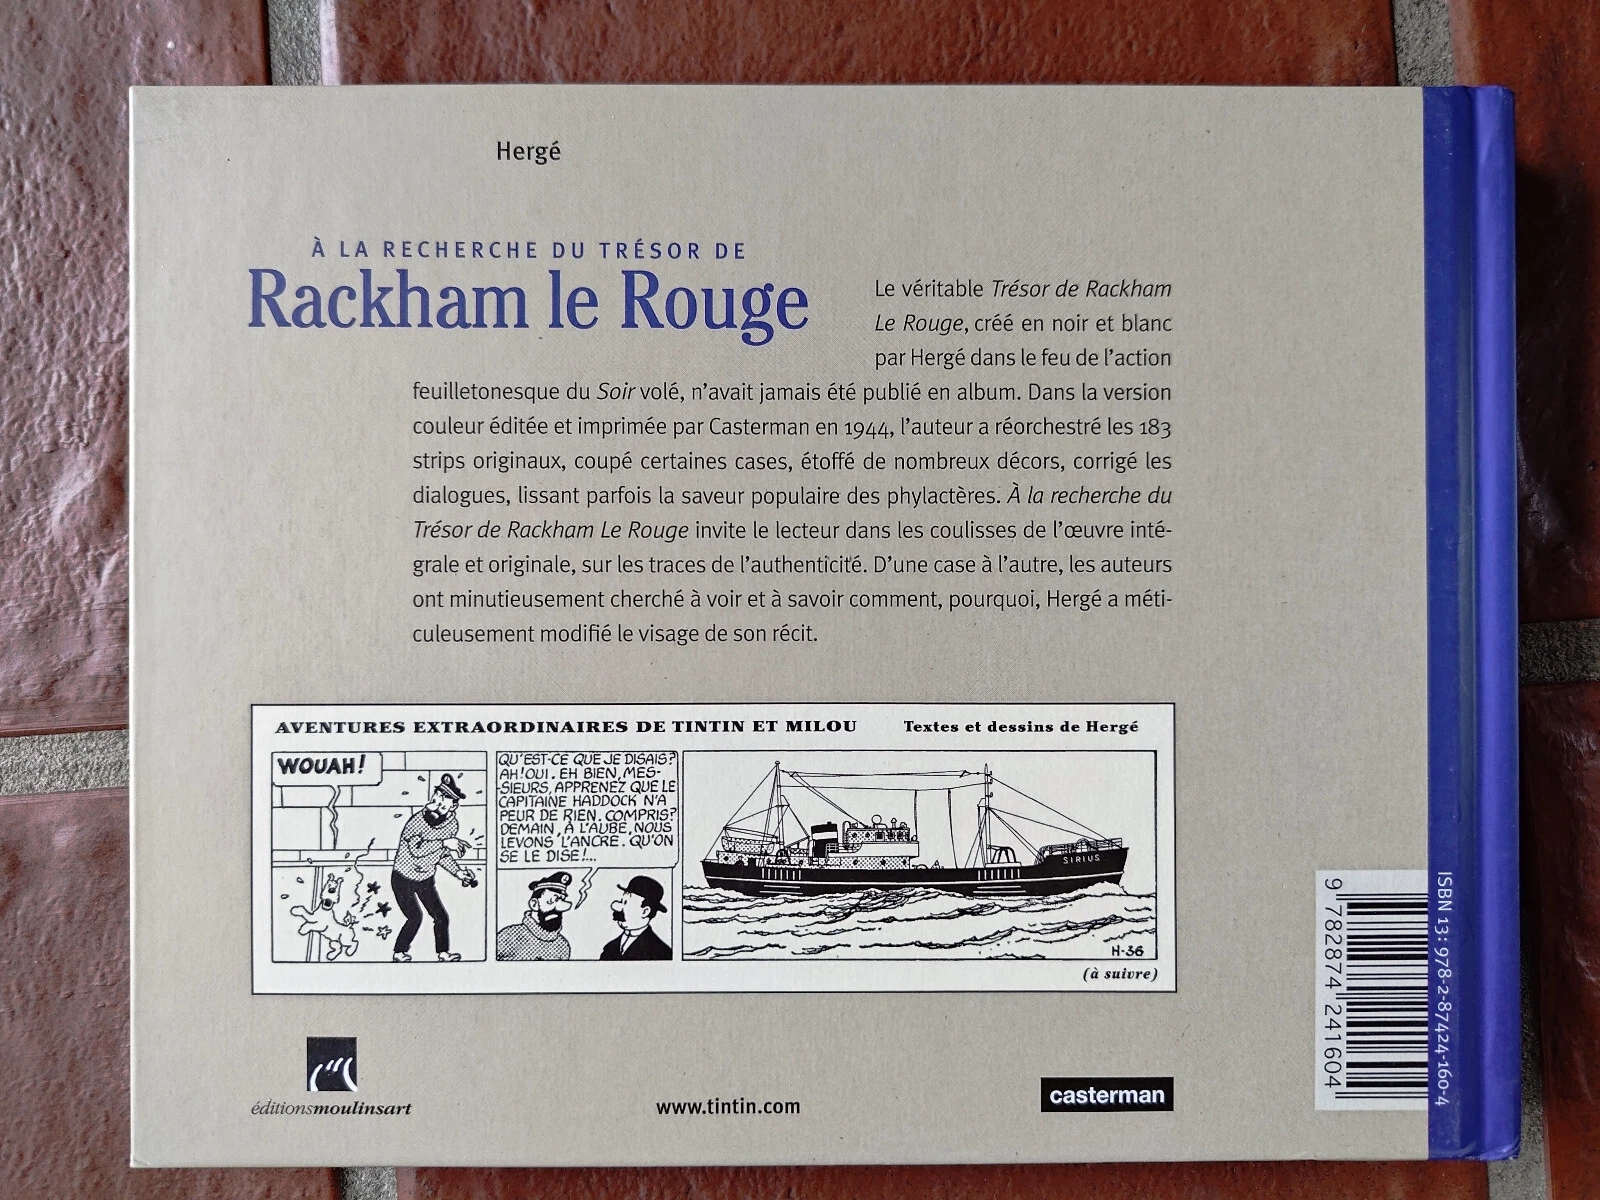 Hergé
À LA RECHERCHE DU TRÉSOR DE
Rackham le Rouge
Le véritable Trésor de Rackham
Le Rouge, créé en noir et blanc
par Hergé dans le feu de l'action
feuilletonesque du Soir volé, n'avait jamais été publié en album. Dans la version
couleur éditée et imprimée par Casterman en 1944, l'auteur a réorchestré les 183
strips originaux, coupé certaines cases, étoffé de nombreux décors, corrigé les
dialogues, lissant parfois la saveur populaire des phylactères. À la recherche du
Trésor de Rackham Le Rouge invite le lecteur dans les coulisses de l'œuvre inté-
grale et originale, sur les traces de l'authenticité. D'une case à l'autre, les auteurs
ont minutieusement cherché à voir et à savoir comment, pourquoi, Hergé a méti-
culeusement modifié le visage de son récit.
AVENTURES EXTRAORDINAIRES DE TINTIN ET MILOU Textes et dessins de Hergé
WOUAH!
QU'EST-CE QUE JE DISAIS?
AH! OUI. EH BIEN, MES-
-SIEURS, APPRENEZ QUE LE
CAPITAINE HADDOCK N'A
PEUR DE RIEN. COMPRIS?
DEMAIN, À L'AUBE, NOUS
LEVONS L'ANCRE. QU'ON
SE LE DISE!...
SIRIUS
H-36
(à suivre)
éditionsmoulinsart
www.tintin.com
casterman
9 782874 241604
ISBN 13: 978-2-87424-160-4